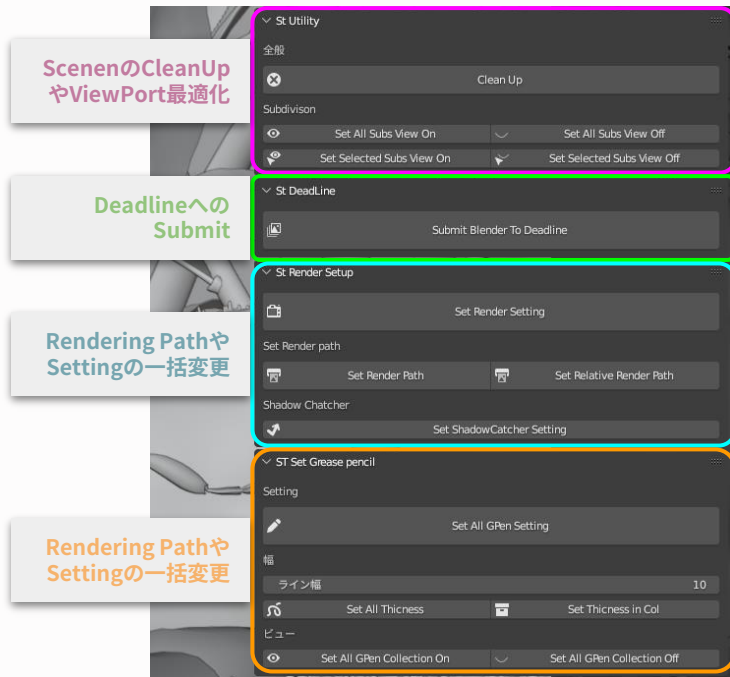 ScenenのCleanUp
やViewPort最適化
St Utility
全般
Clean Up
Subdivison
Set All Subs View On
Set All Subs View Off
Set Selected Subs View On
Set Selected Subs View Off
Deadlineへの
Submit
St DeadLine
Submit Blender To Deadline
Rendering Pathや
Settingの一括変更
St Render Setup
Set Render Setting
Set Render path
Set Render Path
Set Relative Render Path
Shadow Chatcher
Set ShadowCatcher Setting
Rendering Pathや
Settingの一括変更
ST Set Grease pencil
Setting
Set All GPen Setting
幅
ライン幅
10
Set All Thicness
Set Thicness in Col
ビュー
Set All GPen Collection On
Set All GPen Collection Off